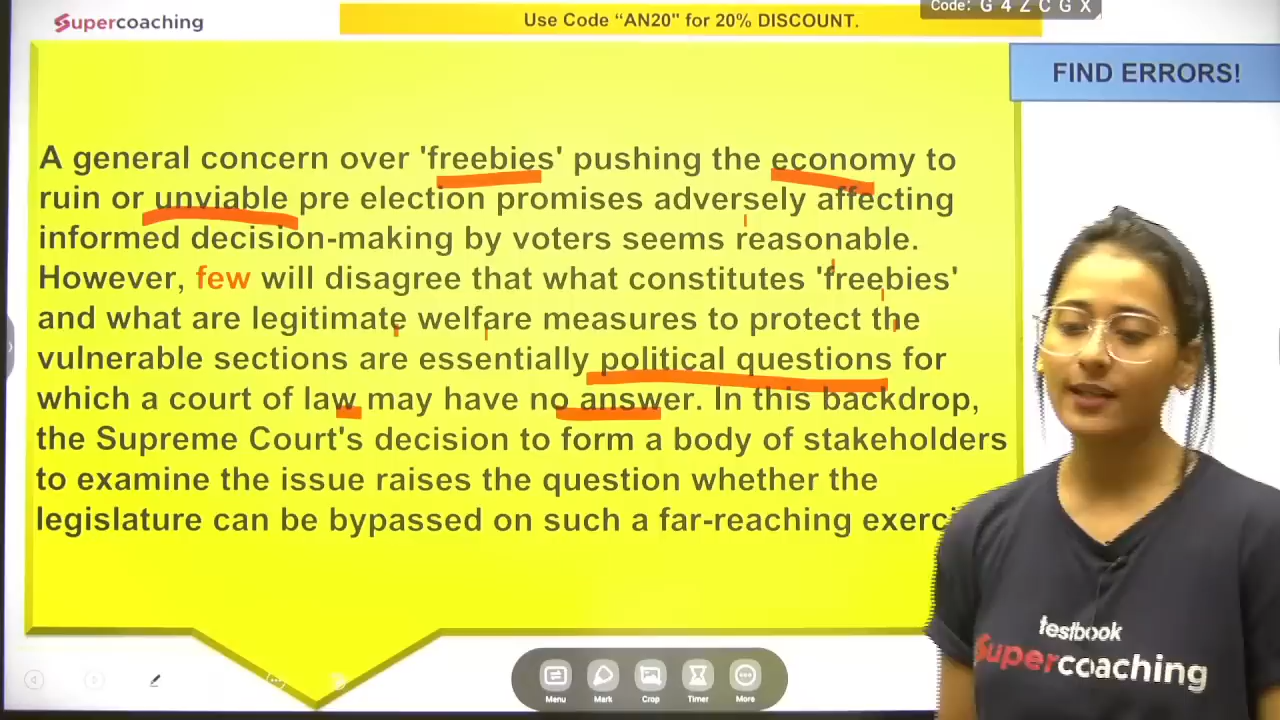 Supercoaching
Use Code “AN20" for 20% DISCOUNT.
Code: G 4 Z C G X
FIND ERRORS!
A general concern over 'freebies' pushing the economy to
ruin or unviable pre election promises adversely affecting
informed decision-making by voters seems reasonable.
However, few will disagree that what constitutes 'freebies'
and what are legitimate welfare measures to protect the
vulnerable sections are essentially political questions for
which a court of law may have no answer. In this backdrop,
the Supreme Court's decision to form a body of stakeholders
to examine the issue raises the question whether the
legislature can be bypassed on such a far-reaching
testbook
Supercoaching
Menu
Mark
Crop
Timer
More